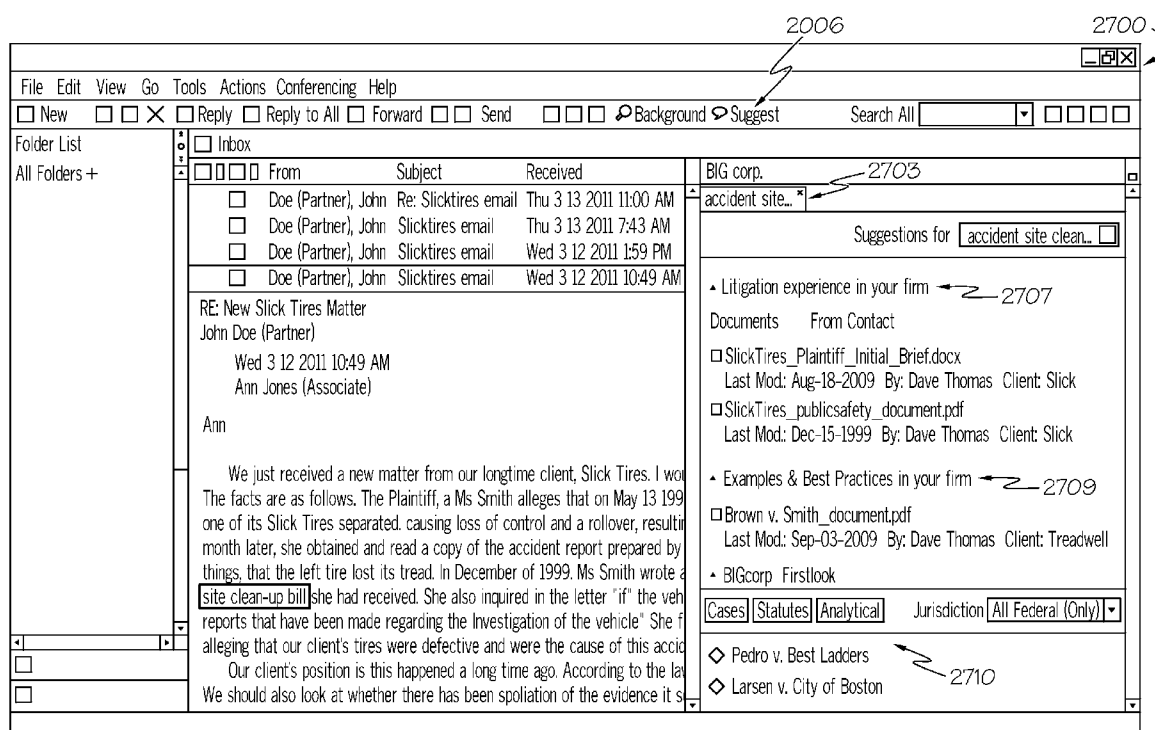 2006
2700
File Edit View Go Tools Actions Conferencing Help
New Reply Reply to All Forward Send Background Suggest Search All
Folder List
All Folders +
Inbox
From Subject Received
Doe (Partner), John Re: Slicktires email Thu 3 13 2011 11:00 AM
Doe (Partner), John Slicktires email Thu 3 13 2011 7:43 AM
Doe (Partner), John Slicktires email Wed 3 12 2011 1:59 PM
Doe (Partner), John Slicktires email Wed 3 12 2011 10:49 AM
RE: New Slick Tires Matter
John Doe (Partner)
Wed 3 12 2011 10:49 AM
Ann Jones (Associate)
Ann
We just received a new matter from our longtime client, Slick Tires. I wo
The facts are as follows. The Plaintiff, a Ms Smith alleges that on May 13 199
one of its Slick Tires separated. causing loss of control and a rollover, resultin
month later, she obtained and read a copy of the accident report prepared by
things, that the left tire lost its tread. In December of 1999. Ms Smith wrote a
site clean-up bill she had received. She also inquired in the letter "if" the veh
reports that have been made regarding the Investigation of the vehicle" She f
alleging that our client's tires were defective and were the cause of this accid
Our client's position is this happened a long time ago. According to the la
We should also look at whether there has been spoliation of the evidence it s
BIG corp.
2703
accident site... x
Suggestions for accident site clean...
Litigation experience in your firm
2707
Documents From Contact
SlickTires_Plaintiff_Initial_Brief.docx
Last Mod.: Aug-18-2009 By: Dave Thomas Client: Slick
SlickTires_publicsafety_document.pdf
Last Mod.: Dec-15-1999 By: Dave Thomas Client: Slick
Examples & Best Practices in your firm
2709
Brown v. Smith_document.pdf
Last Mod.: Sep-03-2009 By: Dave Thomas Client: Treadwell
BIGcorp Firstlook
Cases Statutes Analytical Jurisdiction All Federal (Only)
Pedro v. Best Ladders
2710
Larsen v. City of Boston